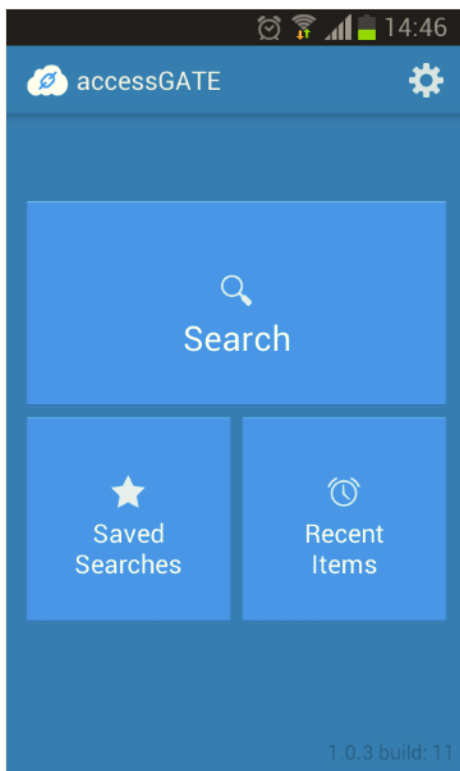 14:46
accessGATE
Search
Saved
Searches
Recent
Items
1.0.3 build: 11